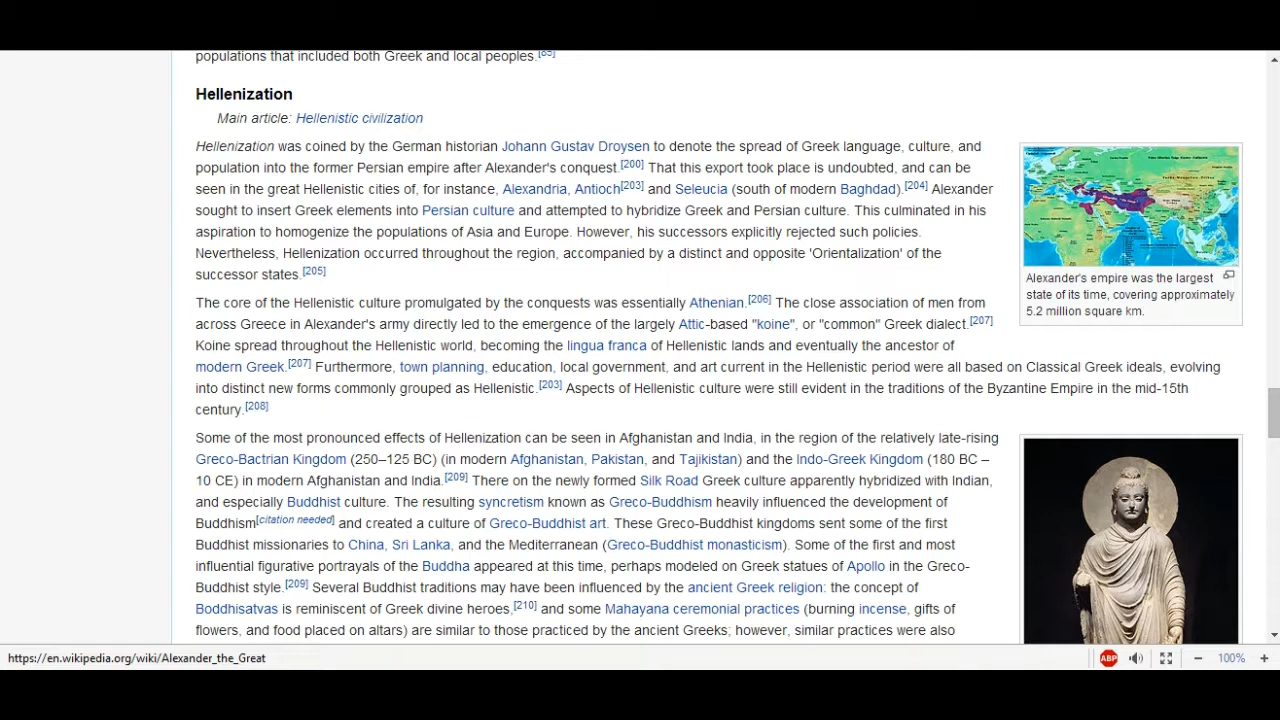 populations that included both Greek and local peoples.[89]
Hellenization
Main article: Hellenistic civilization
Hellenization was coined by the German historian Johann Gustav Droysen to denote the spread of Greek language, culture, and
population into the former Persian empire after Alexander's conquest.[200] That this export took place is undoubted, and can be
seen in the great Hellenistic cities of, for instance, Alexandria, Antioch[203] and Seleucia (south of modern Baghdad).[204] Alexander
sought to insert Greek elements into Persian culture and attempted to hybridize Greek and Persian culture. This culminated in his
aspiration to homogenize the populations of Asia and Europe. However, his successors explicitly rejected such policies.
Nevertheless, Hellenization occurred throughout the region, accompanied by a distinct and opposite 'Orientalization' of the
successor states.[205]
Alexander's empire was the largest
state of its time, covering approximately
5.2 million square km.
The core of the Hellenistic culture promulgated by the conquests was essentially Athenian.[206] The close association of men from
across Greece in Alexander's army directly led to the emergence of the largely Attic-based "koine", or "common" Greek dialect.[207]
Koine spread throughout the Hellenistic world, becoming the lingua franca of Hellenistic lands and eventually the ancestor of
modern Greek.[207] Furthermore, town planning, education, local government, and art current in the Hellenistic period were all based on Classical Greek ideals, evolving
into distinct new forms commonly grouped as Hellenistic.[203] Aspects of Hellenistic culture were still evident in the traditions of the Byzantine Empire in the mid-15th
century.[208]
Some of the most pronounced effects of Hellenization can be seen in Afghanistan and India, in the region of the relatively late-rising
Greco-Bactrian Kingdom (250–125 BC) (in modern Afghanistan, Pakistan, and Tajikistan) and the Indo-Greek Kingdom (180 BC –
10 CE) in modern Afghanistan and India.[209] There on the newly formed Silk Road Greek culture apparently hybridized with Indian,
and especially Buddhist culture. The resulting syncretism known as Greco-Buddhism heavily influenced the development of
Buddhism[citation needed] and created a culture of Greco-Buddhist art. These Greco-Buddhist kingdoms sent some of the first
Buddhist missionaries to China, Sri Lanka, and the Mediterranean (Greco-Buddhist monasticism). Some of the first and most
influential figurative portrayals of the Buddha appeared at this time, perhaps modeled on Greek statues of Apollo in the Greco-
Buddhist style.[209] Several Buddhist traditions may have been influenced by the ancient Greek religion: the concept of
Boddhisatvas is reminiscent of Greek divine heroes,[210] and some Mahayana ceremonial practices (burning incense, gifts of
flowers, and food placed on altars) are similar to those practiced by the ancient Greeks; however, similar practices were also
https://en.wikipedia.org/wiki/Alexander_the_Great
ABP
100%